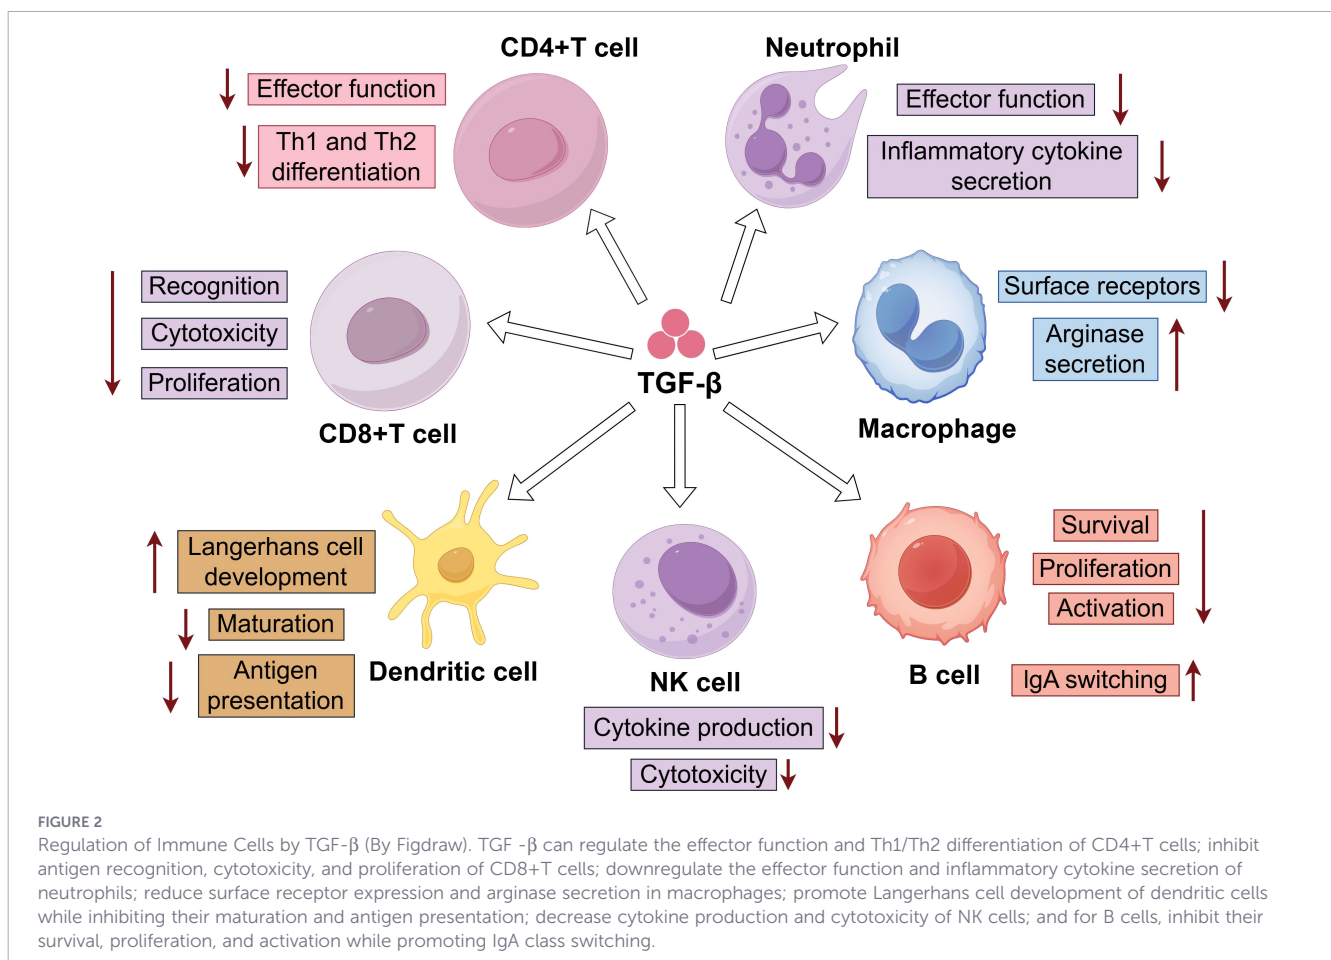 CD4+T cell
Neutrophil
Effector function
Th1 and Th2
differentiation
Effector function
Inflammatory cytokine
secretion
Recognition
Cytotoxicity
Proliferation
CD8+T cell
TGF-β
Surface receptors
Arginase
secretion
Macrophage
Langerhans cell
development
Maturation
Antigen
presentation
Dendritic cell
NK cell
Cytokine production
Cytotoxicity
B cell
Survival
Proliferation
Activation
IgA switching
FIGURE 2
Regulation of Immune Cells by TGF-β (By Figdraw). TGF -β can regulate the effector function and Th1/Th2 differentiation of CD4+T cells; inhibit
antigen recognition, cytotoxicity, and proliferation of CD8+T cells; downregulate the effector function and inflammatory cytokine secretion of
neutrophils; reduce surface receptor expression and arginase secretion in macrophages; promote Langerhans cell development of dendritic cells
while inhibiting their maturation and antigen presentation; decrease cytokine production and cytotoxicity of NK cells; and for B cells, inhibit their
survival, proliferation, and activation while promoting IgA class switching.